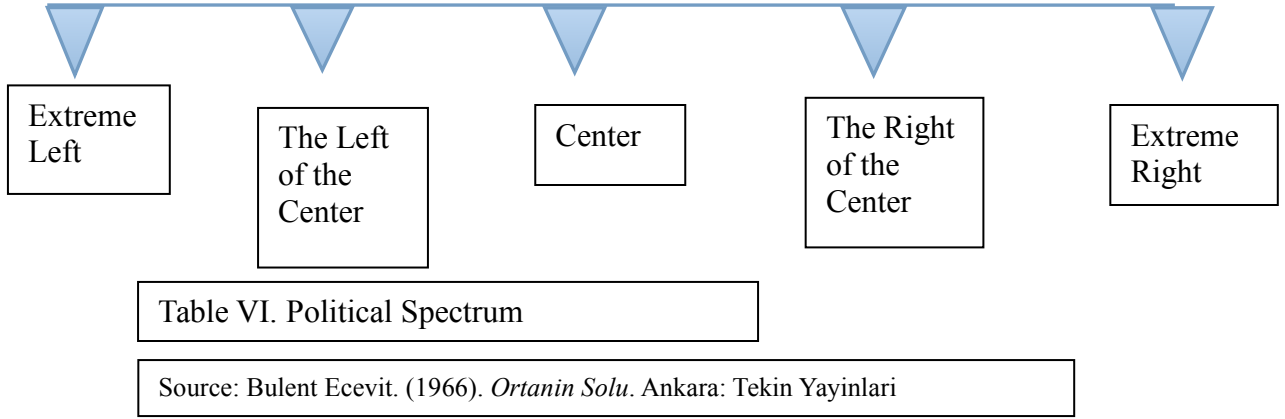 Extreme
Left
The Left
of the
Center
Center
The Right
of the
Center
Extreme
Right
Table VI. Political Spectrum
Source: Bulent Ecevit. (1966). Ortanin Solu. Ankara: Tekin Yayinlari